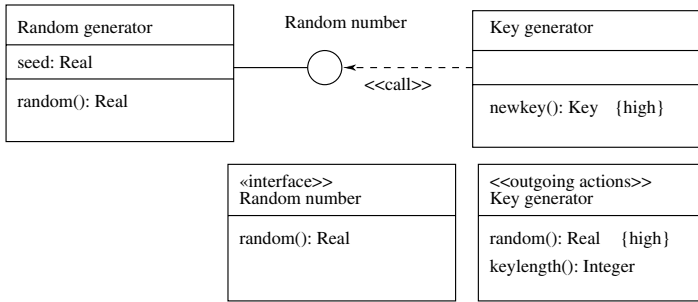 Random generator
seed: Real
random(): Real
Random number
<<call>>
Key generator
newkey(): Key {high}
«interface>>
Random number
random(): Real
<<outgoing actions>>
Key generator
random(): Real {high}
keylength(): Integer